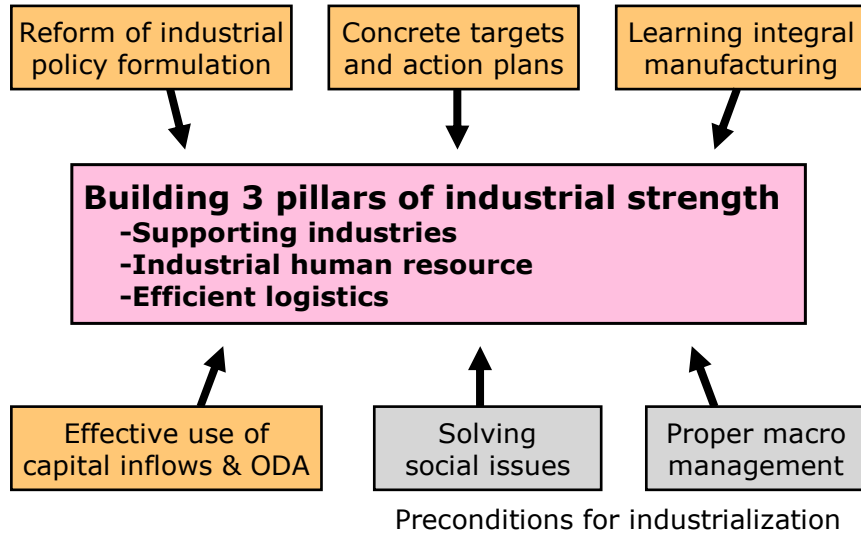 Reform of industrial
policy formulation
Concrete targets
and action plans
Learning integral
manufacturing
Building 3 pillars of industrial strength
-Supporting industries
-Industrial human resource
-Efficient logistics
Effective use of
capital inflows & ODA
Solving
social issues
Proper macro
management
Preconditions for industrialization